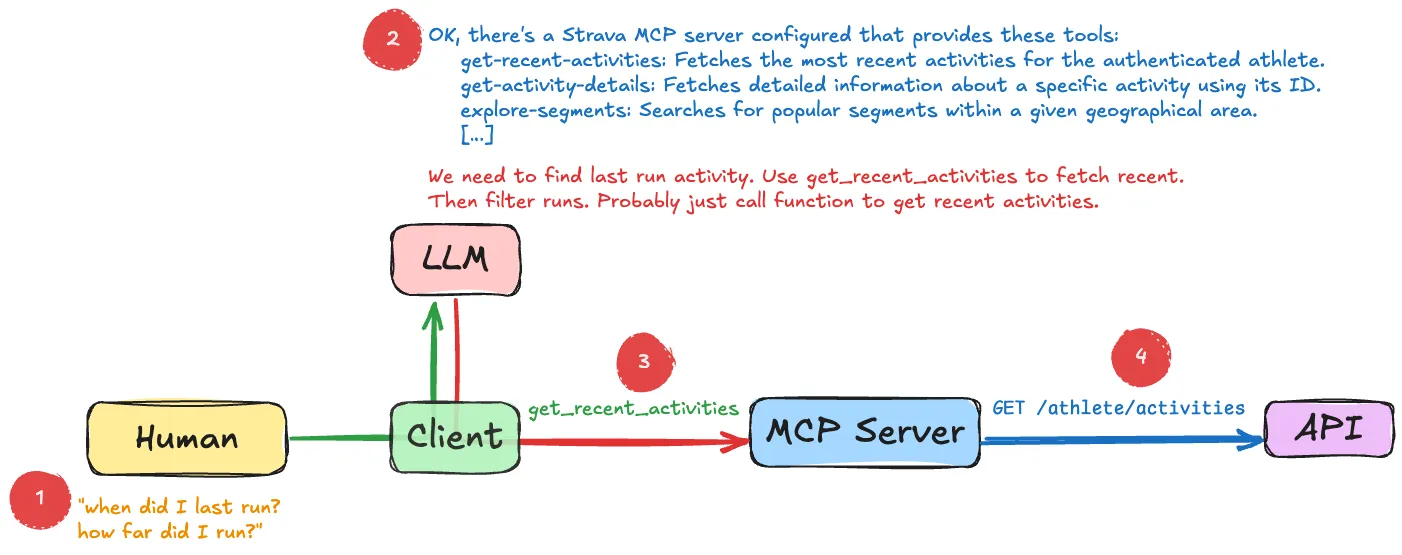 2
OK, there's a Strava MCP server configured that provides these tools:
get-recent-activities: Fetches the most recent activities for the authenticated athlete.
get-activity-details: Fetches detailed information about a specific activity using its ID.
explore-segments: Searches for popular segments within a given geographical area.
[...]
We need to find last run activity. Use get_recent_activities to fetch recent.
Then filter runs. Probably just call function to get recent activities.
LLM
3
4
get_recent_activities
GET /athlete/activities
Human
Client
MCP Server
API
1
"when did I last run?
how far did I run?"